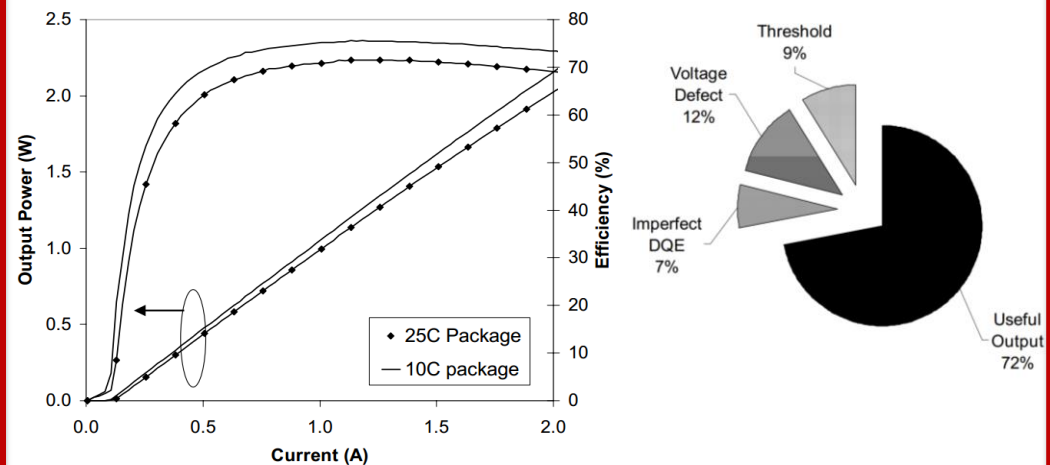 2.5
2.0
1.5
1.0
0.5
0.0
Output Power (W)
0.0 0.5 1.0 1.5 2.0
Current (A)
80
70
60
50
40
30
20
10
0
Efficiency (%)
25C Package
10C package
Threshold
9%
Voltage
Defect
12%
Imperfect
DQE
7%
Useful
Output
72%